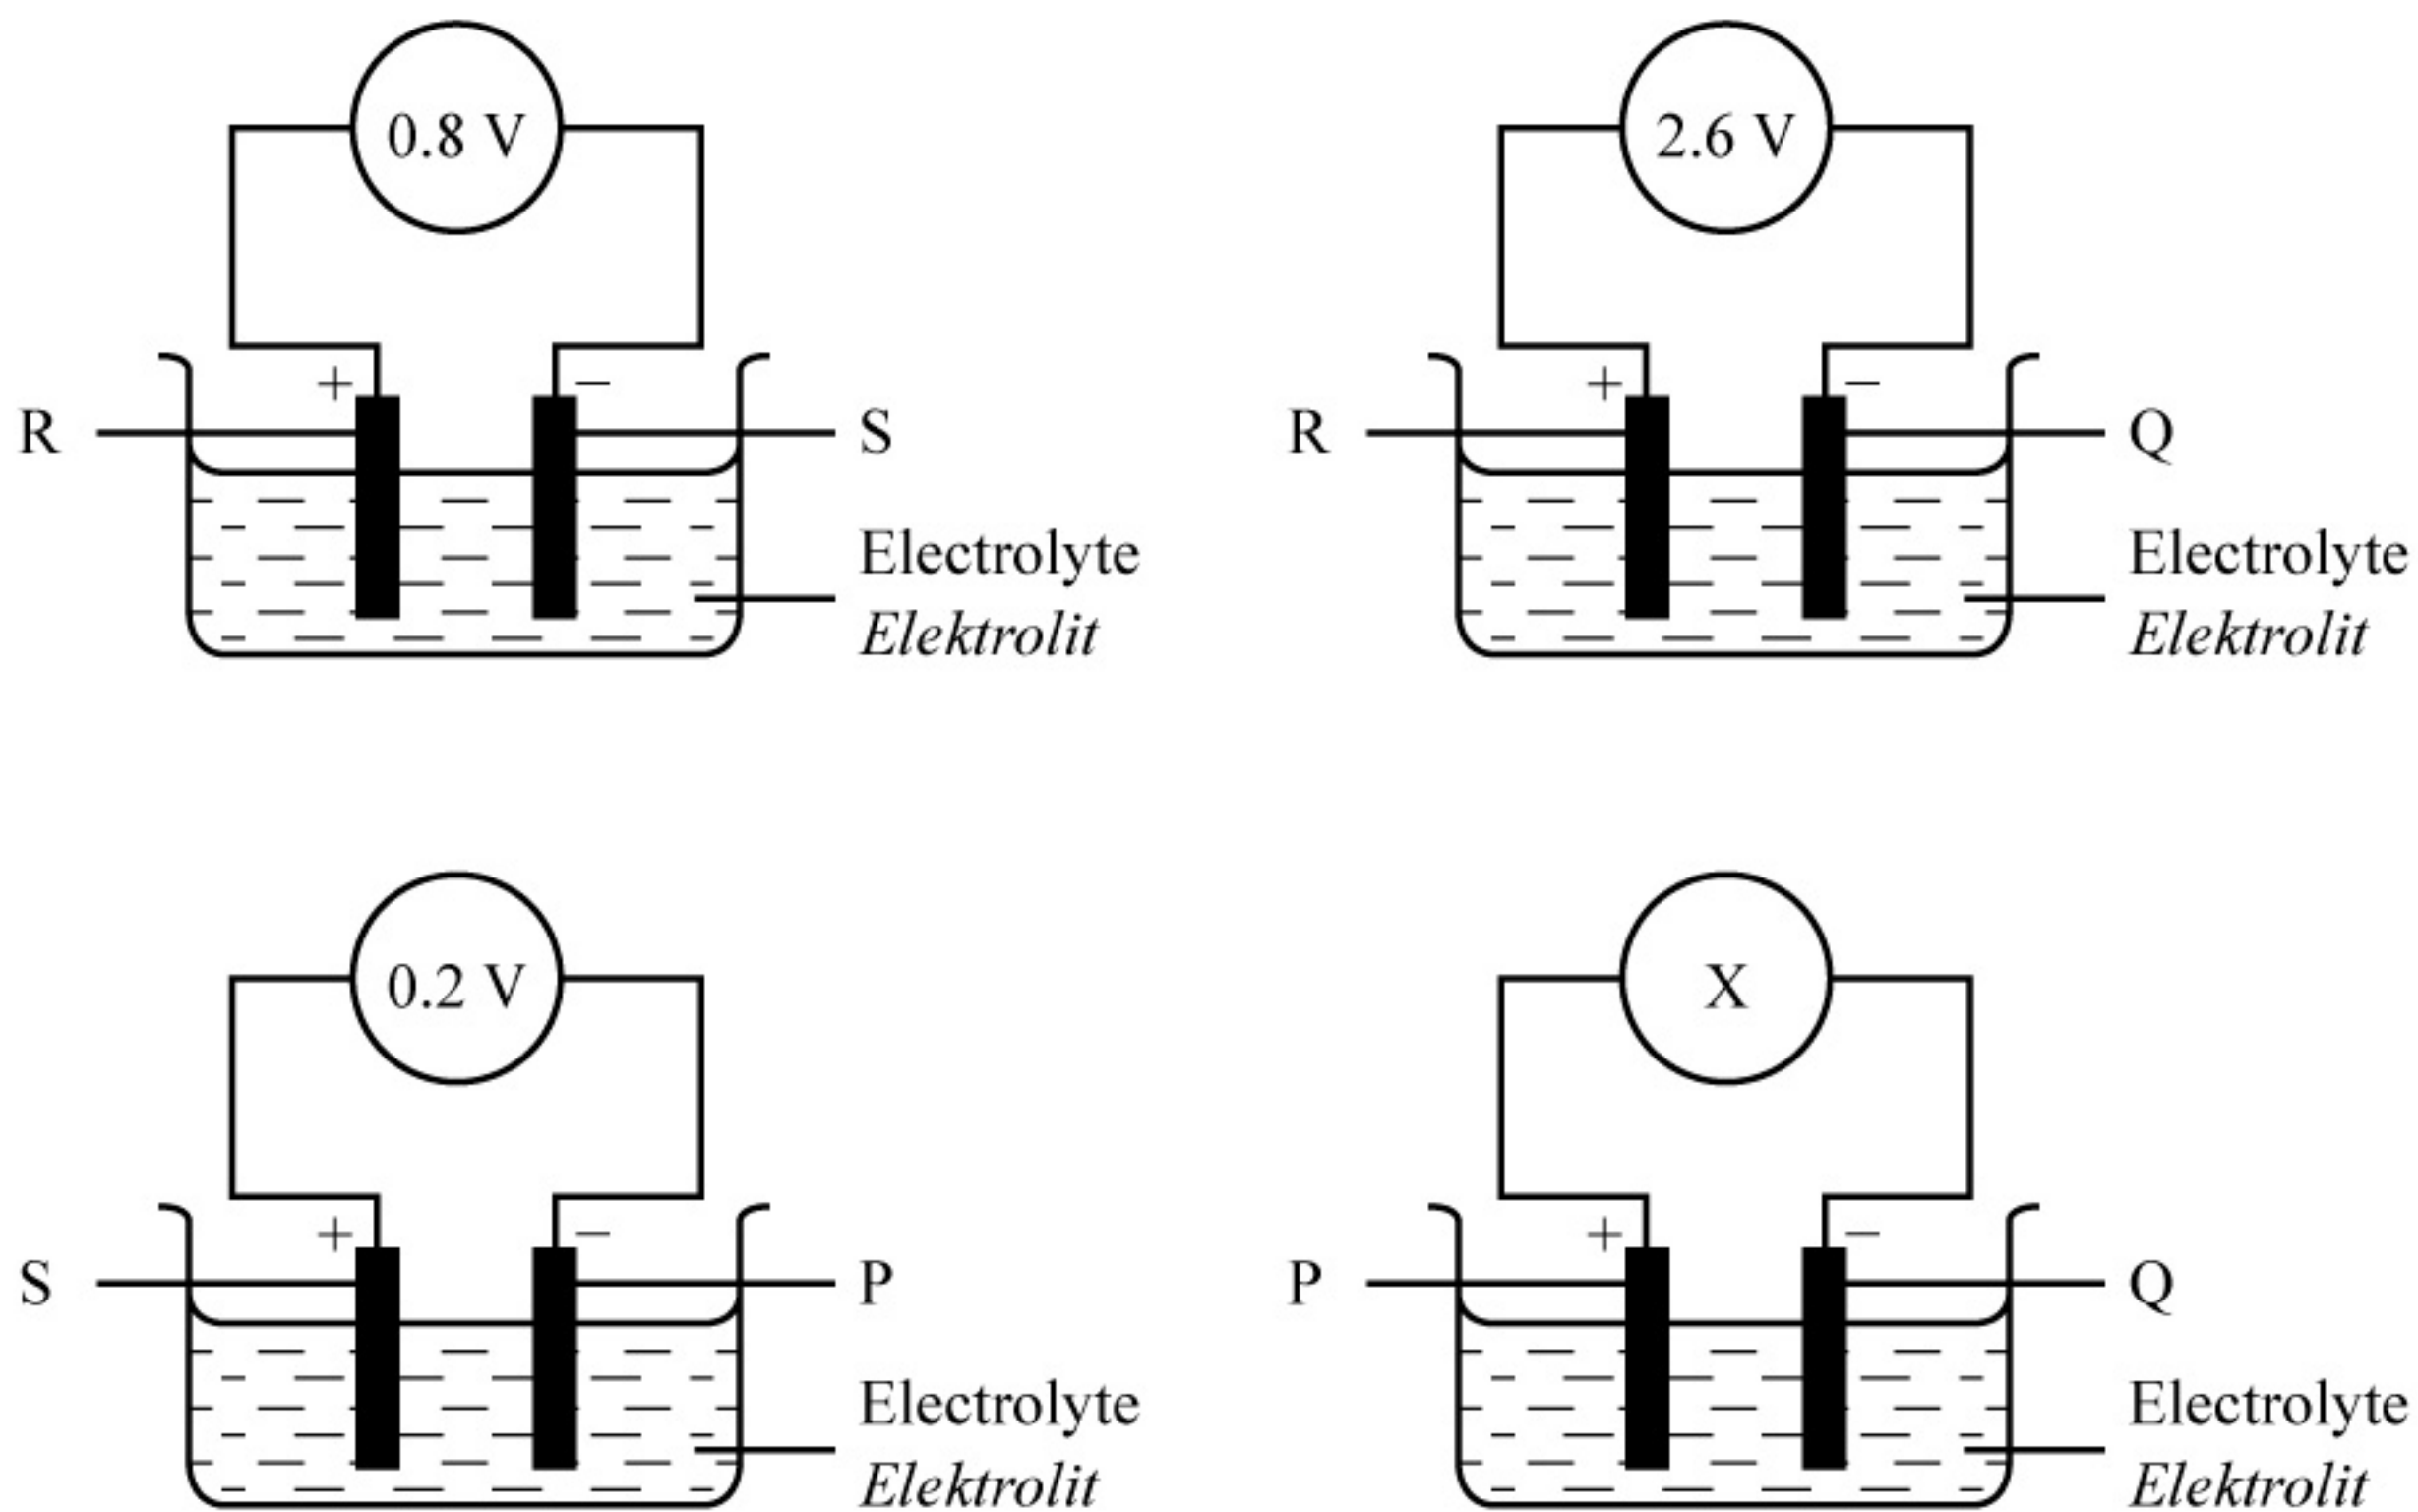 0.8 V
+
−
R
S
Electrolyte
Elektrolit
2.6 V
+
−
R
Q
Electrolyte
Elektrolit
0.2 V
+
−
S
P
Electrolyte
Elektrolit
X
+
−
P
Q
Electrolyte
Elektrolit